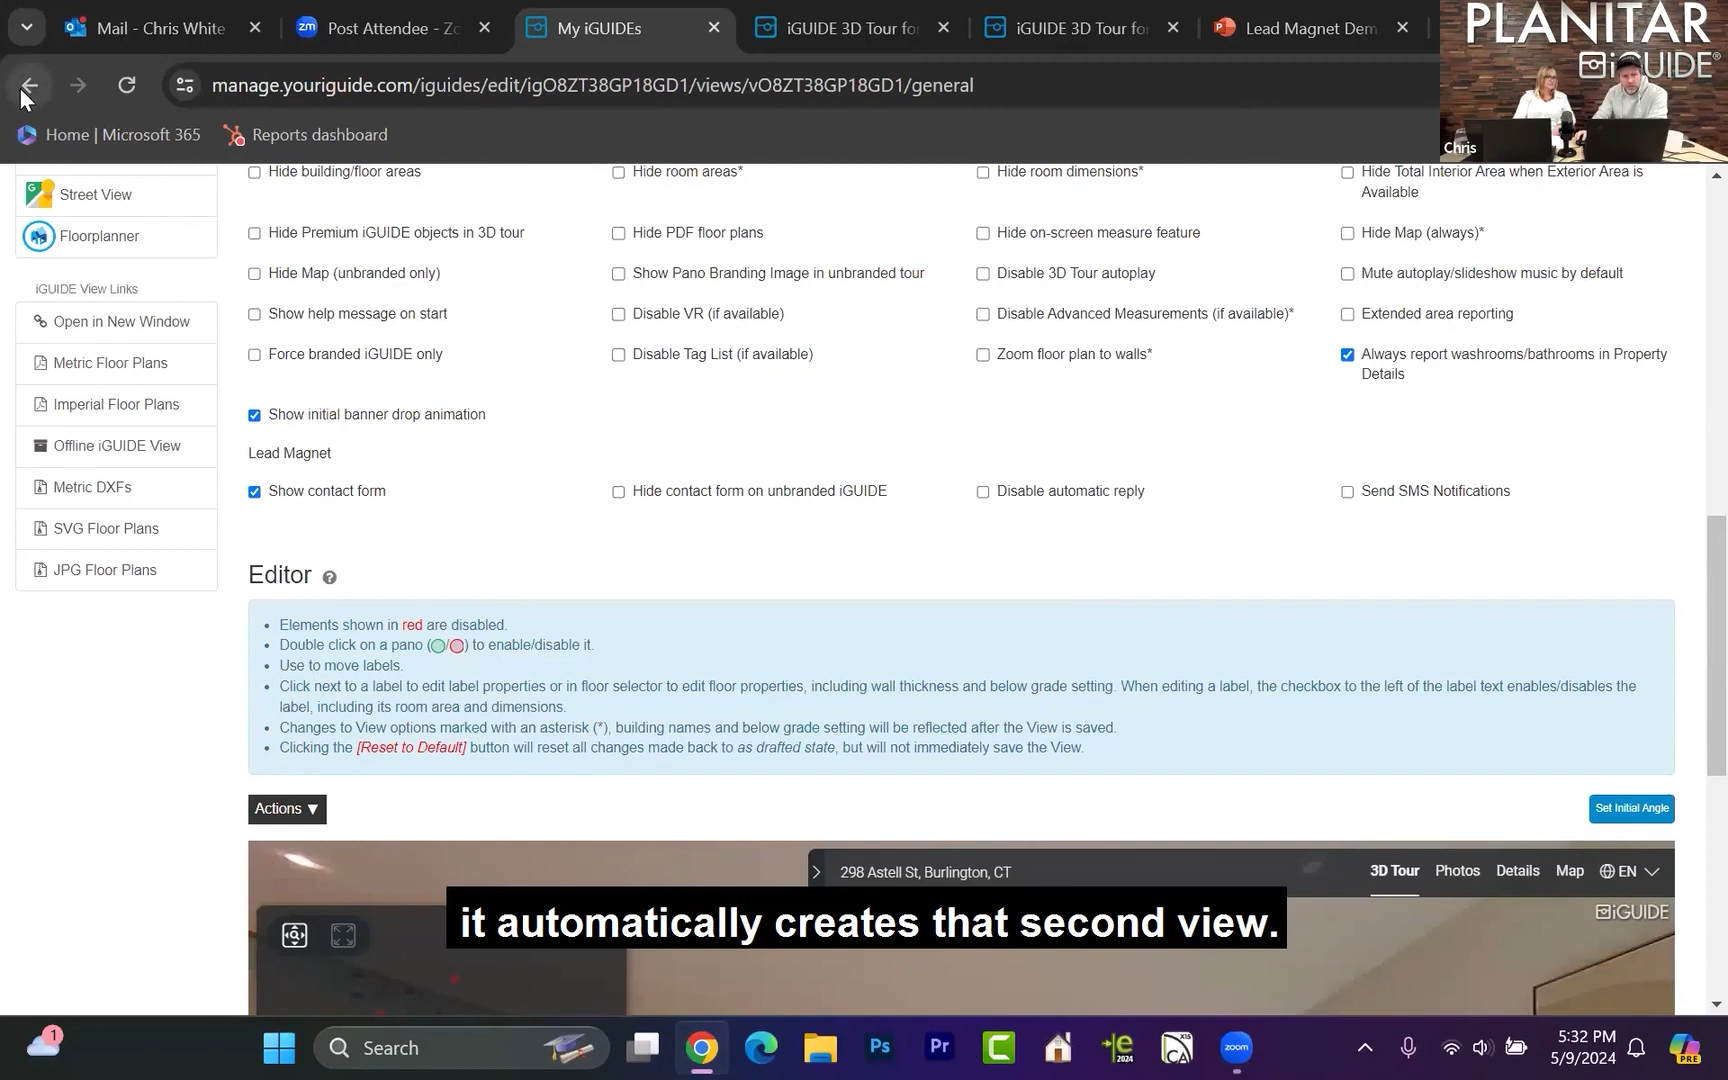 Mail - Chris White
Post Attendee - Zo
My iGUIDEs
iGUIDE 3D Tour for
iGUIDE 3D Tour for
Lead Magnet Dem
PLANITAR
iGUIDE®
manage.youriguide.com/iguides/edit/igO8ZT38GP18GD1/views/vO8ZT38GP18GD1/general
Home | Microsoft 365
Reports dashboard
Chris
Street View
Floorplanner
iGUIDE View Links
Open in New Window
Metric Floor Plans
Imperial Floor Plans
Offline iGUIDE View
Metric DXFs
SVG Floor Plans
JPG Floor Plans
Hide building/floor areas
Hide room areas*
Hide room dimensions*
Hide Total Interior Area when Exterior Area is
Available
Hide Premium iGUIDE objects in 3D tour
Hide PDF floor plans
Hide on-screen measure feature
Hide Map (always)*
Hide Map (unbranded only)
Show Pano Branding Image in unbranded tour
Disable 3D Tour autoplay
Mute autoplay/slideshow music by default
Show help message on start
Disable VR (if available)
Disable Advanced Measurements (if available)*
Extended area reporting
Force branded iGUIDE only
Disable Tag List (if available)
Zoom floor plan to walls*
Always report washrooms/bathrooms in Property
Details
Show initial banner drop animation
Lead Magnet
Show contact form
Hide contact form on unbranded iGUIDE
Disable automatic reply
Send SMS Notifications
Editor ?
Elements shown in red are disabled.
Double click on a pano (/) to enable/disable it.
Use to move labels.
Click next to a label to edit label properties or in floor selector to edit floor properties, including wall thickness and below grade setting. When editing a label, the checkbox to the left of the label text enables/disables the
label, including its room area and dimensions.
Changes to View options marked with an asterisk (*), building names and below grade setting will be reflected after the View is saved.
Clicking the [Reset to Default] button will reset all changes made back to as drafted state, but will not immediately save the View.
Actions ▼
Set Initial Angle
298 Astell St, Burlington, CT
3D Tour
Photos
Details
Map
EN
iGUIDE
it automatically creates that second view.
1
Search
Ps
Pr
C
e
2024
X15
CA
zoom
5:32 PM
5/9/2024
PRE